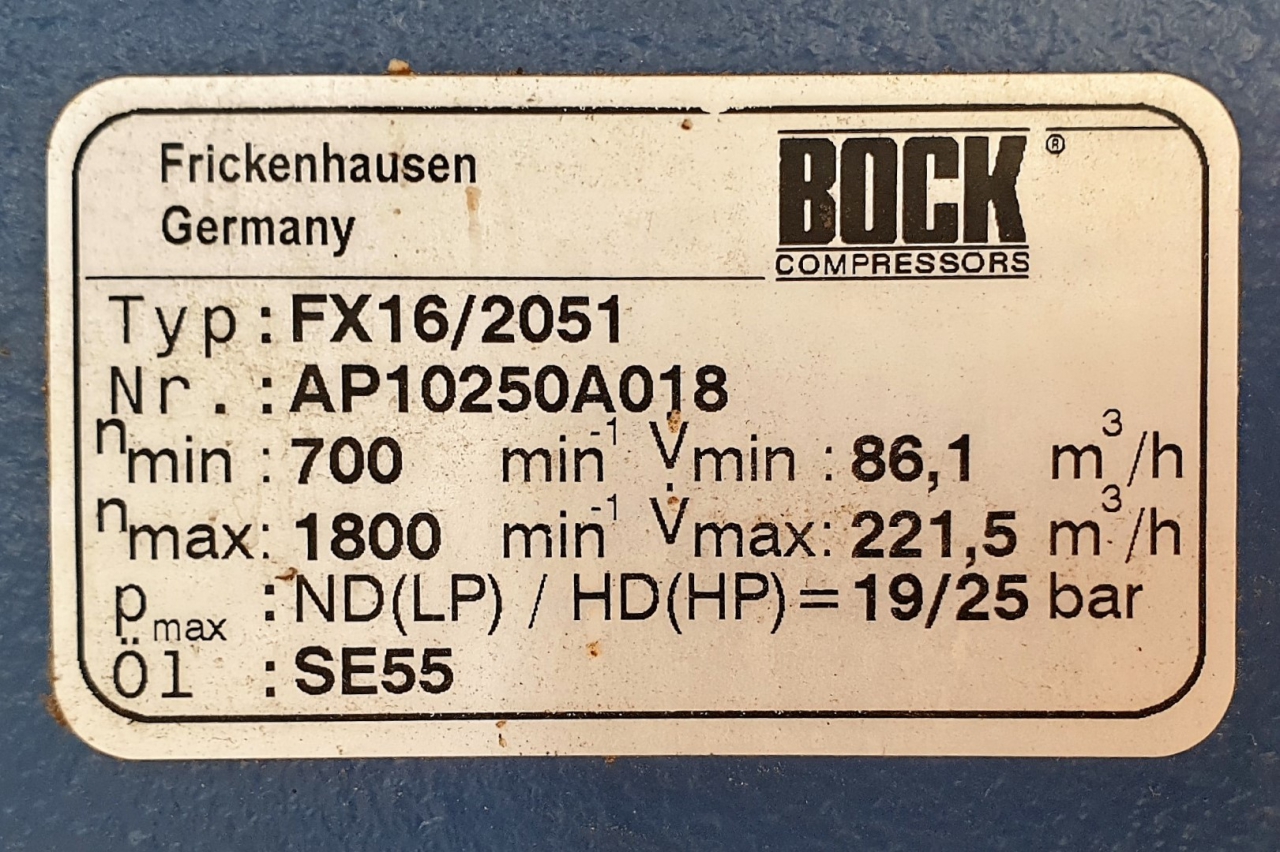 Frickenhausen
Germany
BOCK®
COMPRESSORS
Typ : FX16/2051
Nr. : AP10250A018
nmin : 700 min⁻¹ V̇min : 86,1 m³/h
nmax : 1800 min⁻¹ V̇max : 221,5 m³/h
pmax : ND(LP) / HD(HP) = 19/25 bar
Öl : SE55